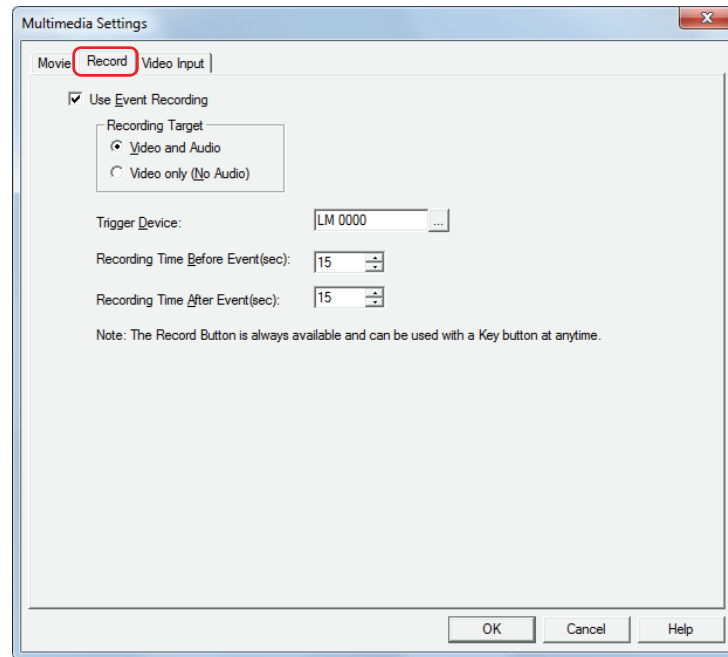 Multimedia Settings
Movie Record Video Input
Use Event Recording
Recording Target
Video and Audio
Video only (No Audio)
Trigger Device: LM 0000 ...
Recording Time Before Event(sec): 15
Recording Time After Event(sec): 15
Note: The Record Button is always available and can be used with a Key button at anytime.
OK Cancel Help